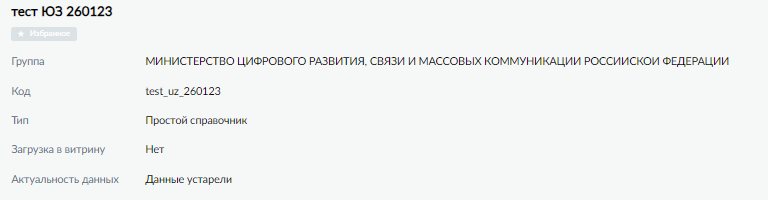 тест ЮЗ 260123
★ Избранное
Группа МИНИСТЕРСТВО ЦИФРОВОГО РАЗВИТИЯ, СВЯЗИ И МАССОВЫХ КОММУНИКАЦИИ РОССИИСКОИ ФЕДЕРАЦИИ
Код test_uz_260123
Тип Простой справочник
Загрузка в витрину Нет
Актуальность данных Данные устарели